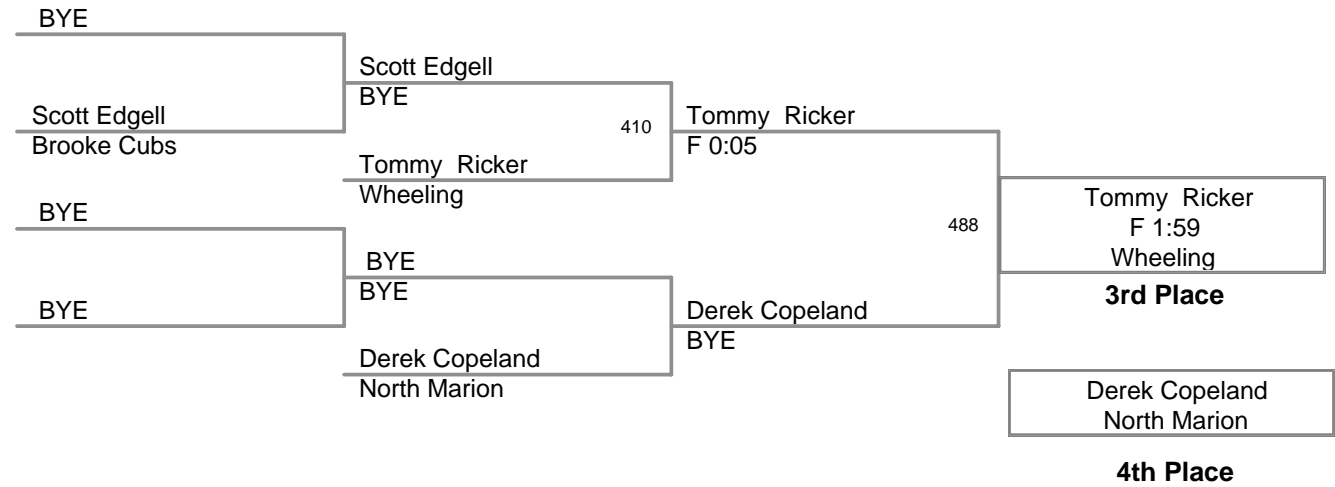 BYE
Scott Edgell
Brooke Cubs
BYE
BYE
Scott Edgell
BYE
410
Tommy Ricker
Wheeling
BYE
BYE
Derek Copeland
North Marion
Tommy Ricker
F 0:05
488
Derek Copeland
BYE
Tommy Ricker
F 1:59
Wheeling
3rd Place
Derek Copeland
North Marion
4th Place